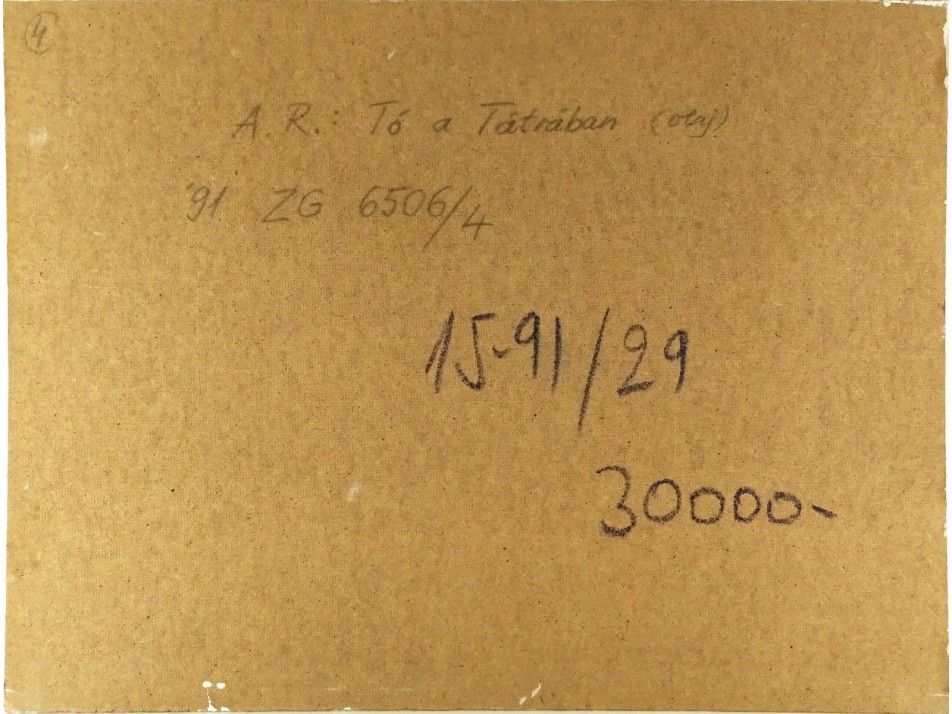 4
A. R.: Tó a Tátrában (olaj)
'91 ZG 6506/4
15-91/29
30000-